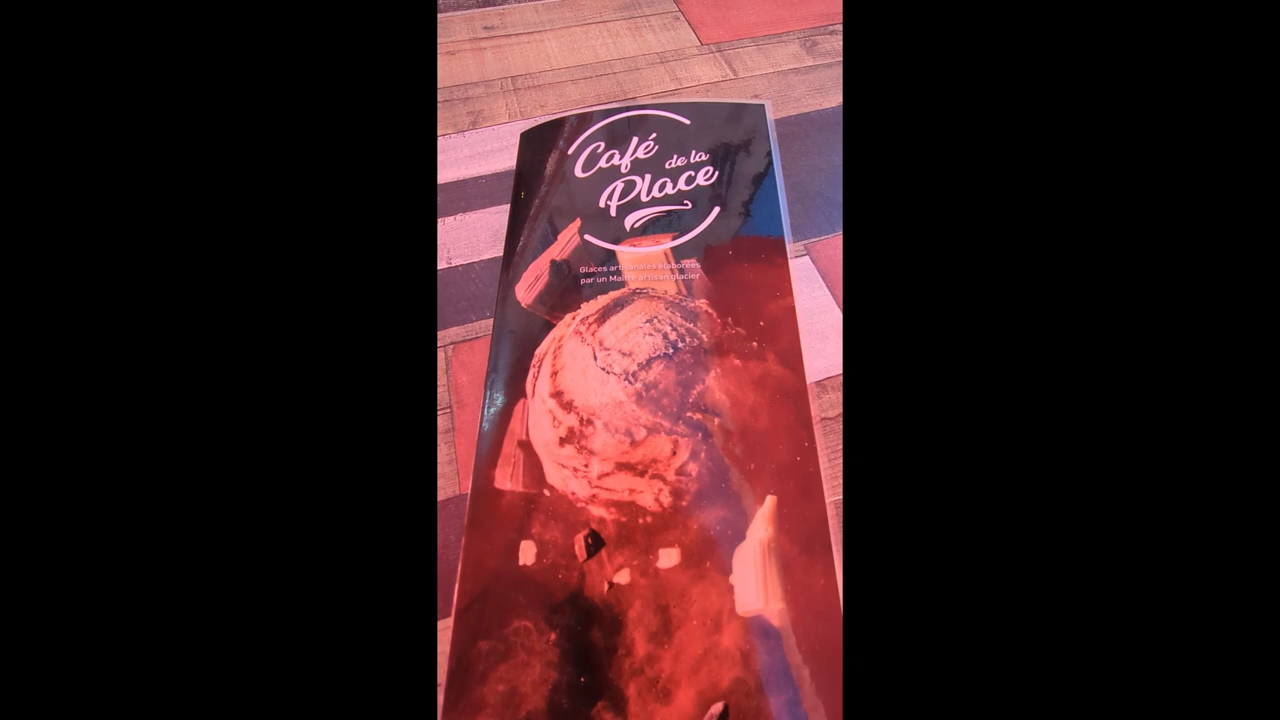 Café
de la
Place
Glaces artisanales élaborées
par un Maître artisan glacier